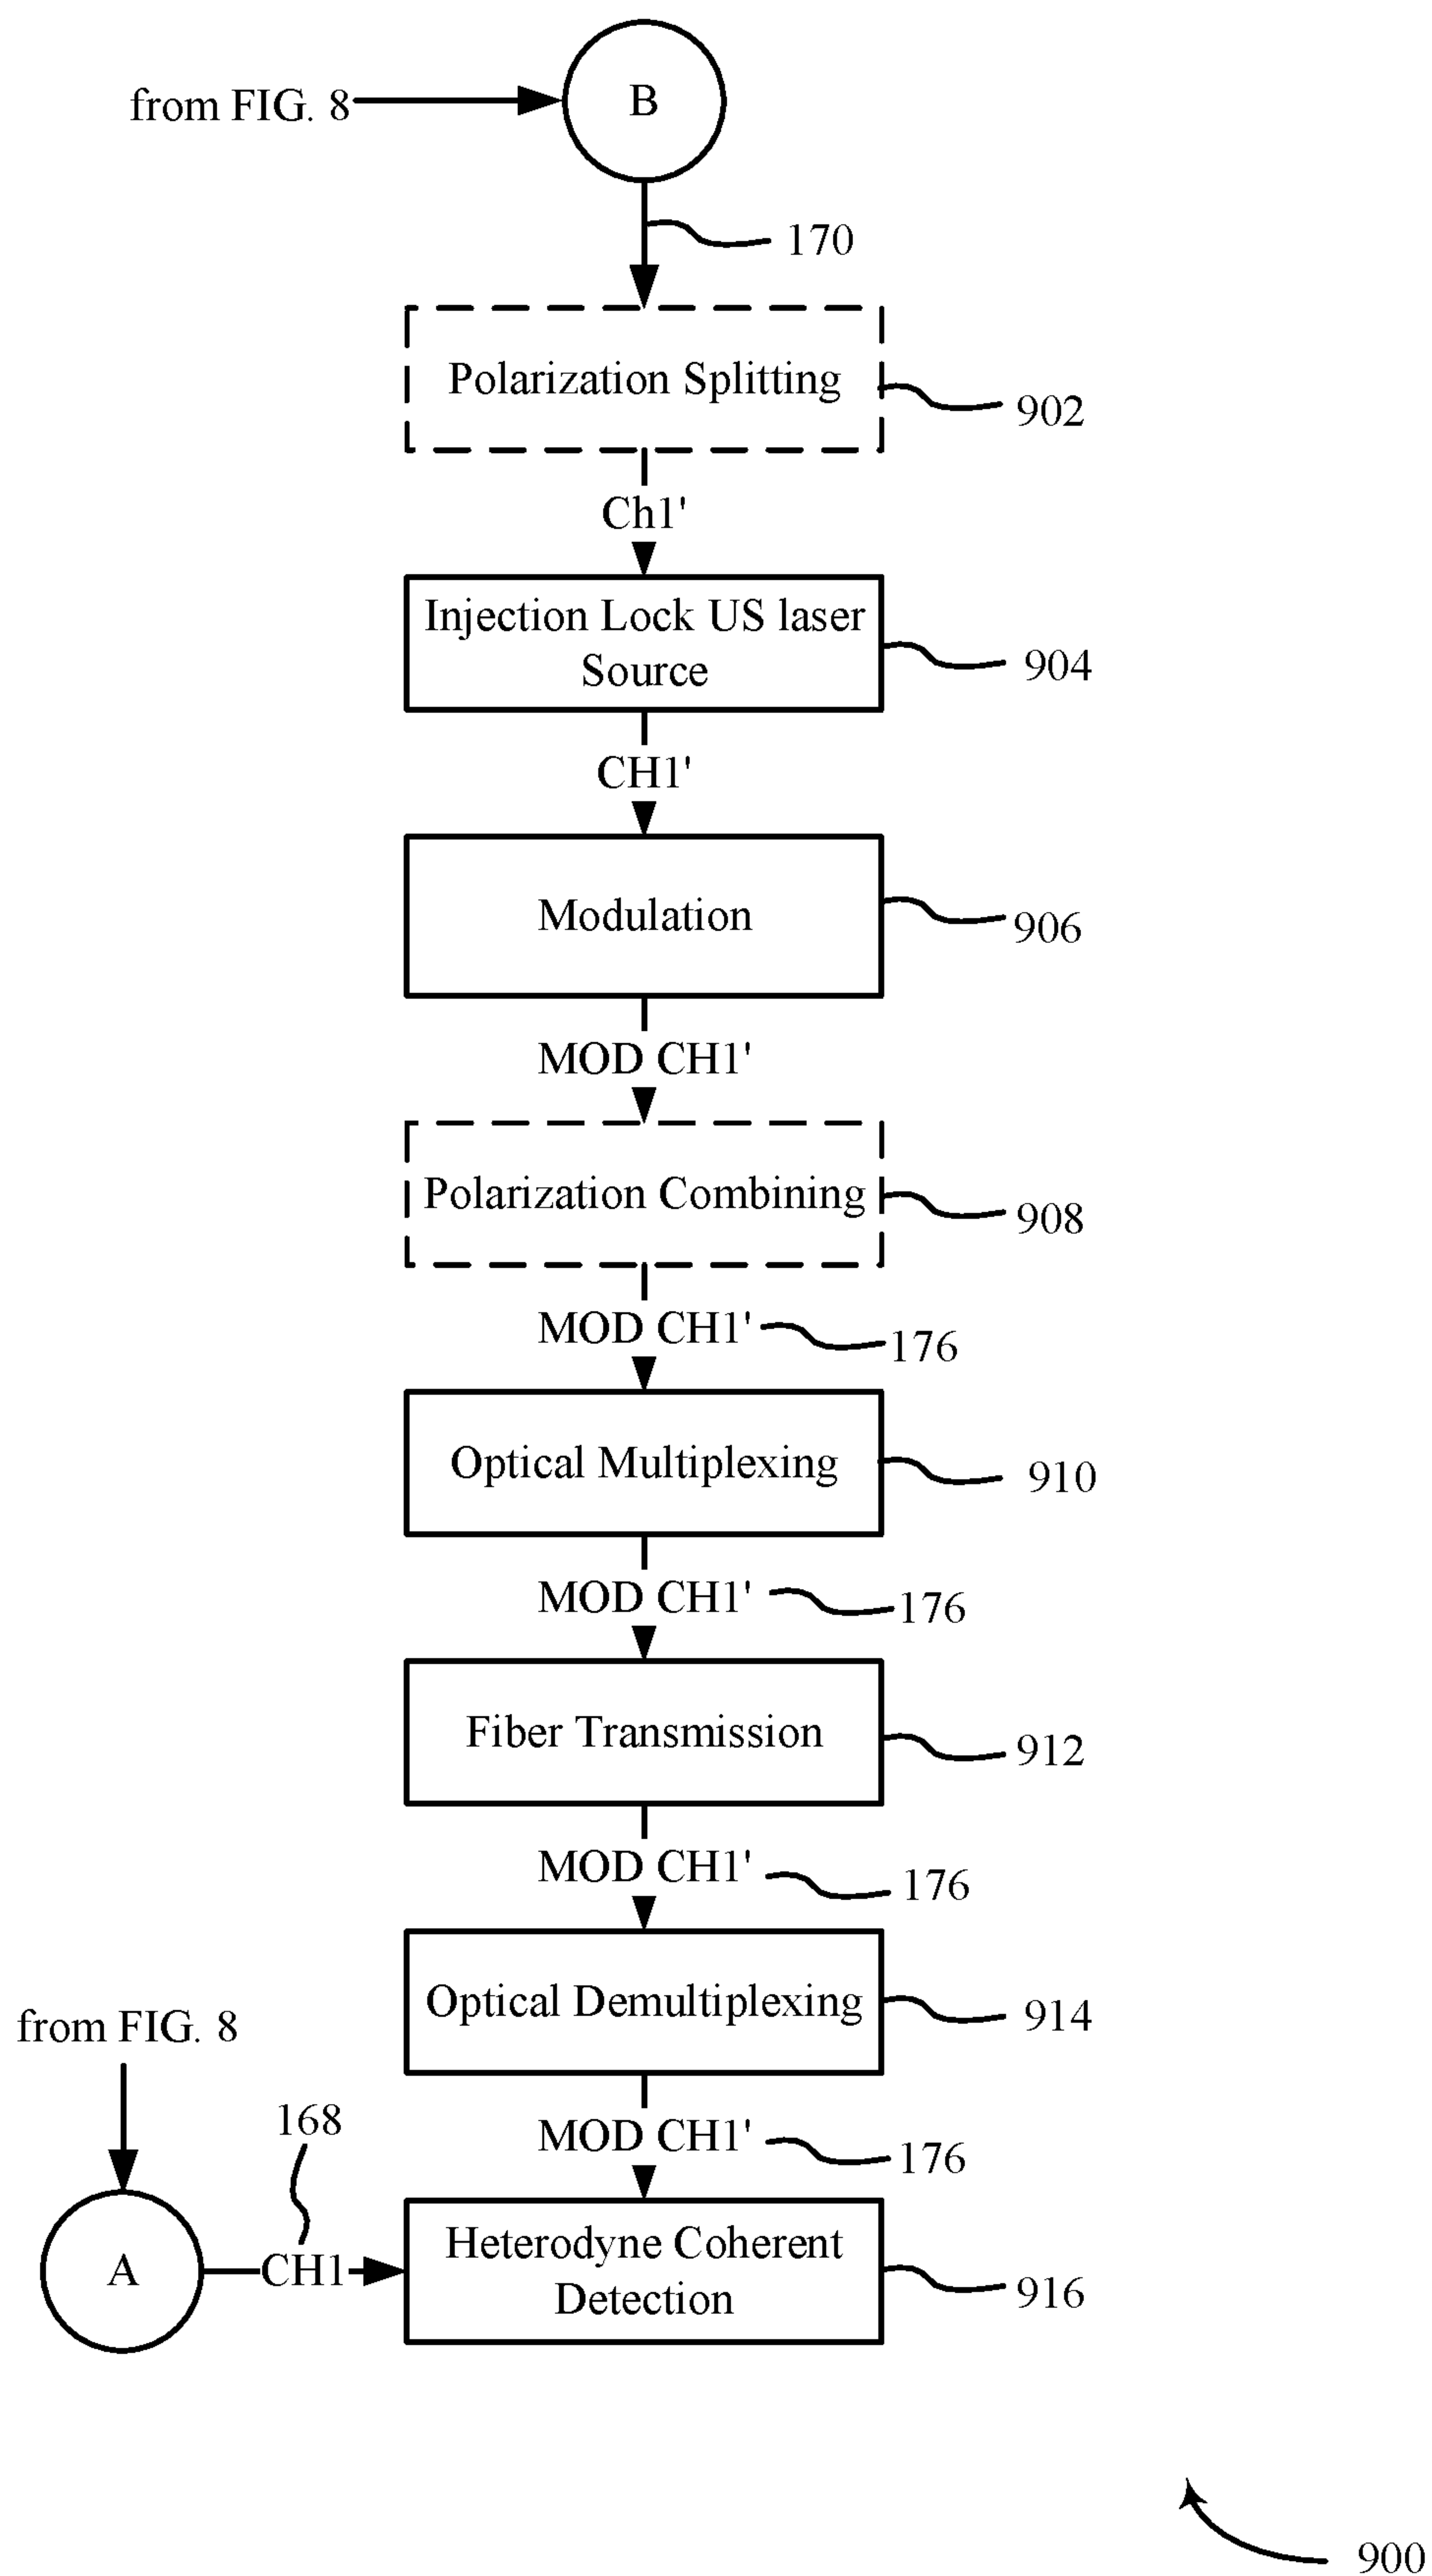 from FIG. 8
B
170
Polarization Splitting
902
Ch1'
Injection Lock US laser
Source
904
CH1'
Modulation
906
MOD CH1'
Polarization Combining
908
MOD CH1'
176
Optical Multiplexing
910
MOD CH1'
176
Fiber Transmission
912
MOD CH1'
176
Optical Demultiplexing
914
from FIG. 8
168
MOD CH1'
176
A
CH1
Heterodyne Coherent
Detection
916
900